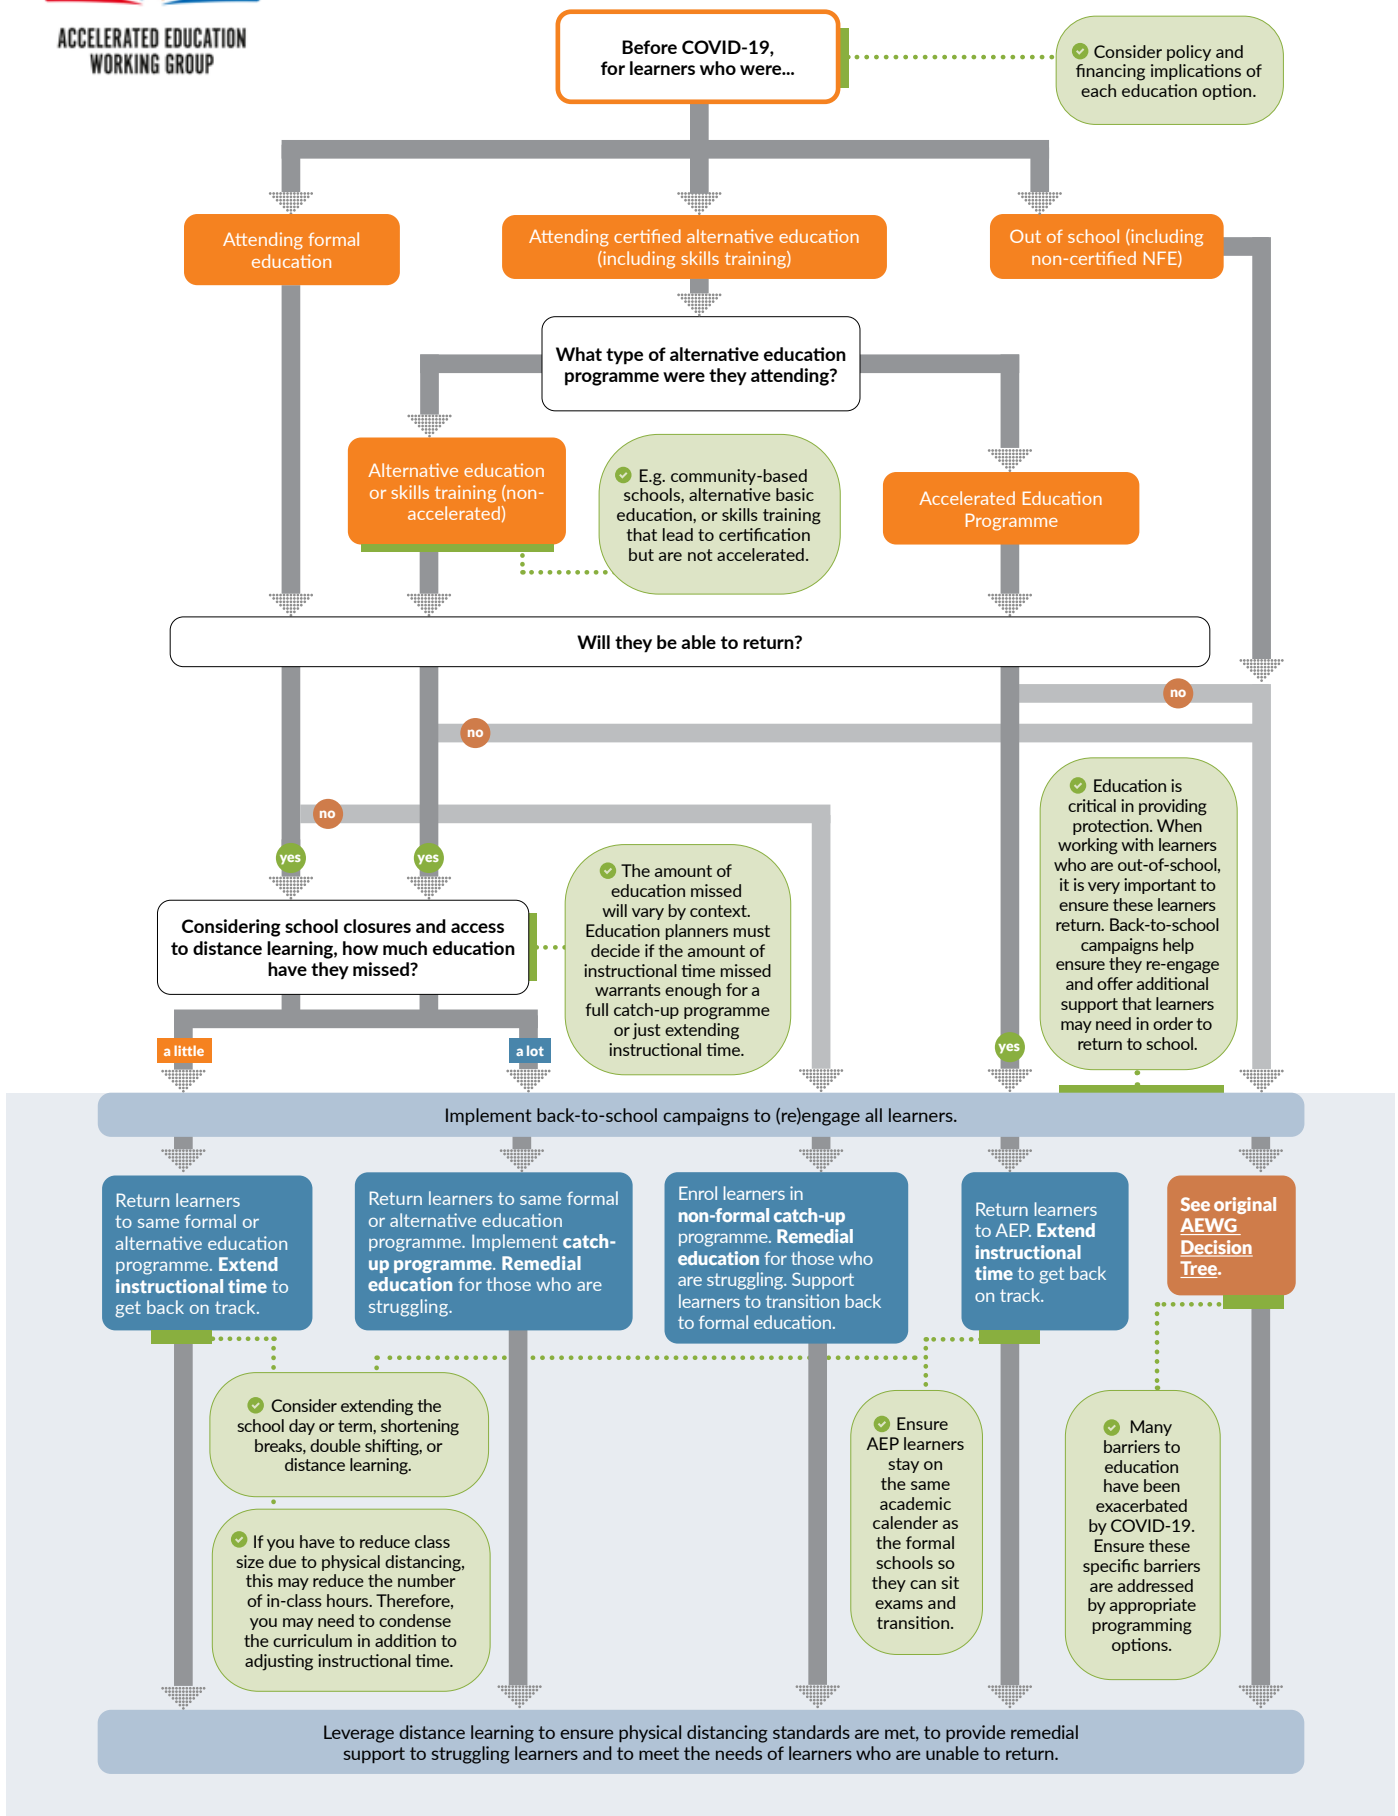 ACCELERATED EDUCATION
WORKING GROUP
Before COVID-19,
for learners who were...
Consider policy and
financing implications of
each education option.
Attending formal
education
Attending certified alternative education
(including skills training)
Out of school (including
non-certified NFE)
What type of alternative education
programme were they attending?
Alternative education
or skills training (non-
accelerated)
E.g. community-based
schools, alternative basic
education, or skills training
that lead to certification
but are not accelerated.
Accelerated Education
Programme
Will they be able to return?
no
no
no
yes
yes
Education is
critical in providing
protection. When
working with learners
who are out-of-school,
it is very important to
ensure these learners
return. Back-to-school
campaigns help
ensure they re-engage
and offer additional
support that learners
may need in order to
return to school.
Considering school closures and access
to distance learning, how much education
have they missed?
The amount of
education missed
will vary by context.
Education planners must
decide if the amount of
instructional time missed
warrants enough for a
full catch-up programme
or just extending
instructional time.
a little
a lot
yes
Implement back-to-school campaigns to (re)engage all learners.
Return learners
to same formal or
alternative education
programme. Extend
instructional time to
get back on track.
Return learners to same formal
or alternative education
programme. Implement catch-
up programme. Remedial
education for those who are
struggling.
Enrol learners in
non-formal catch-up
programme. Remedial
education for those who
are struggling. Support
learners to transition back
to formal education.
Return learners
to AEP. Extend
instructional
time to get back
on track.
See original
AEWG
Decision
Tree.
Consider extending the
school day or term, shortening
breaks, double shifting, or
distance learning.
If you have to reduce class
size due to physical distancing,
this may reduce the number
of in-class hours. Therefore,
you may need to condense
the curriculum in addition to
adjusting instructional time.
Ensure
AEP learners
stay on
the same
academic
calender as
the formal
schools so
they can sit
exams and
transition.
Many
barriers to
education
have been
exacerbated
by COVID-19.
Ensure these
specific barriers
are addressed
by appropriate
programming
options.
Leverage distance learning to ensure physical distancing standards are met, to provide remedial
support to struggling learners and to meet the needs of learners who are unable to return.